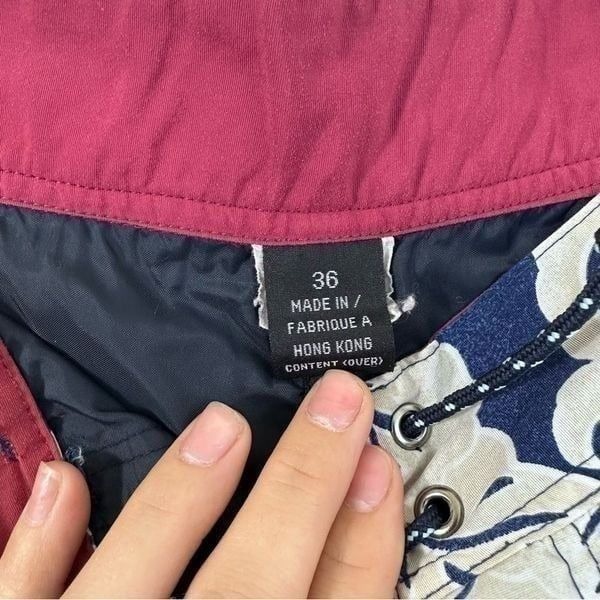 36
MADE IN /
FABRIQUE A
HONG KONG
CONTENT (OVER)